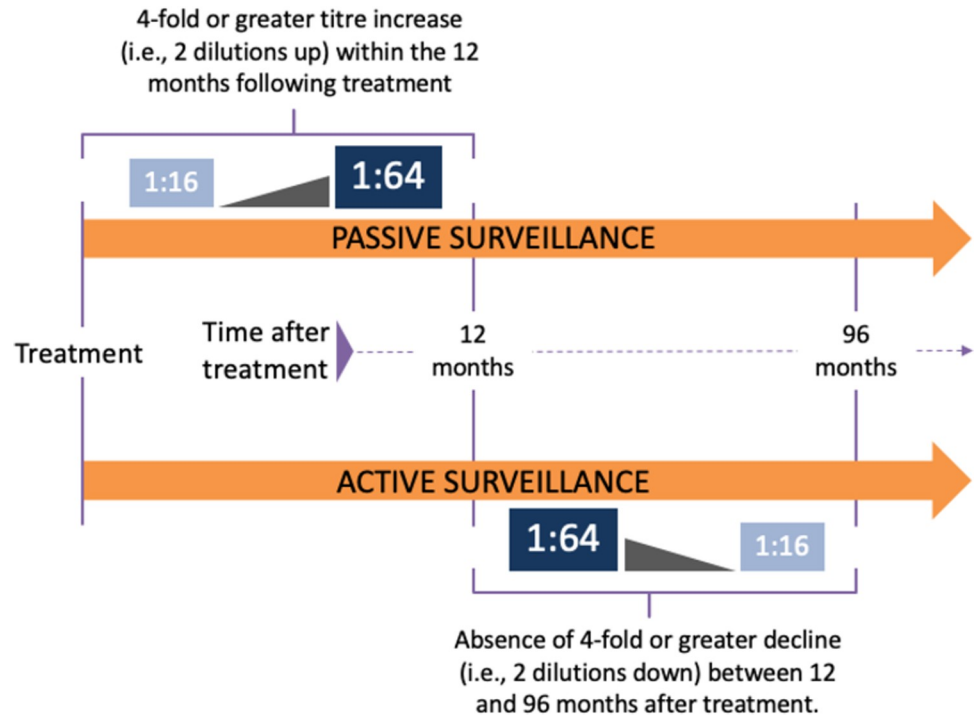 4-fold or greater titre increase
(i.e., 2 dilutions up) within the 12
months following treatment
1:16
1:64
PASSIVE SURVEILLANCE
Treatment
Time after
treatment
12
months
96
months
ACTIVE SURVEILLANCE
1:64
1:16
Absence of 4-fold or greater decline
(i.e., 2 dilutions down) between 12
and 96 months after treatment.